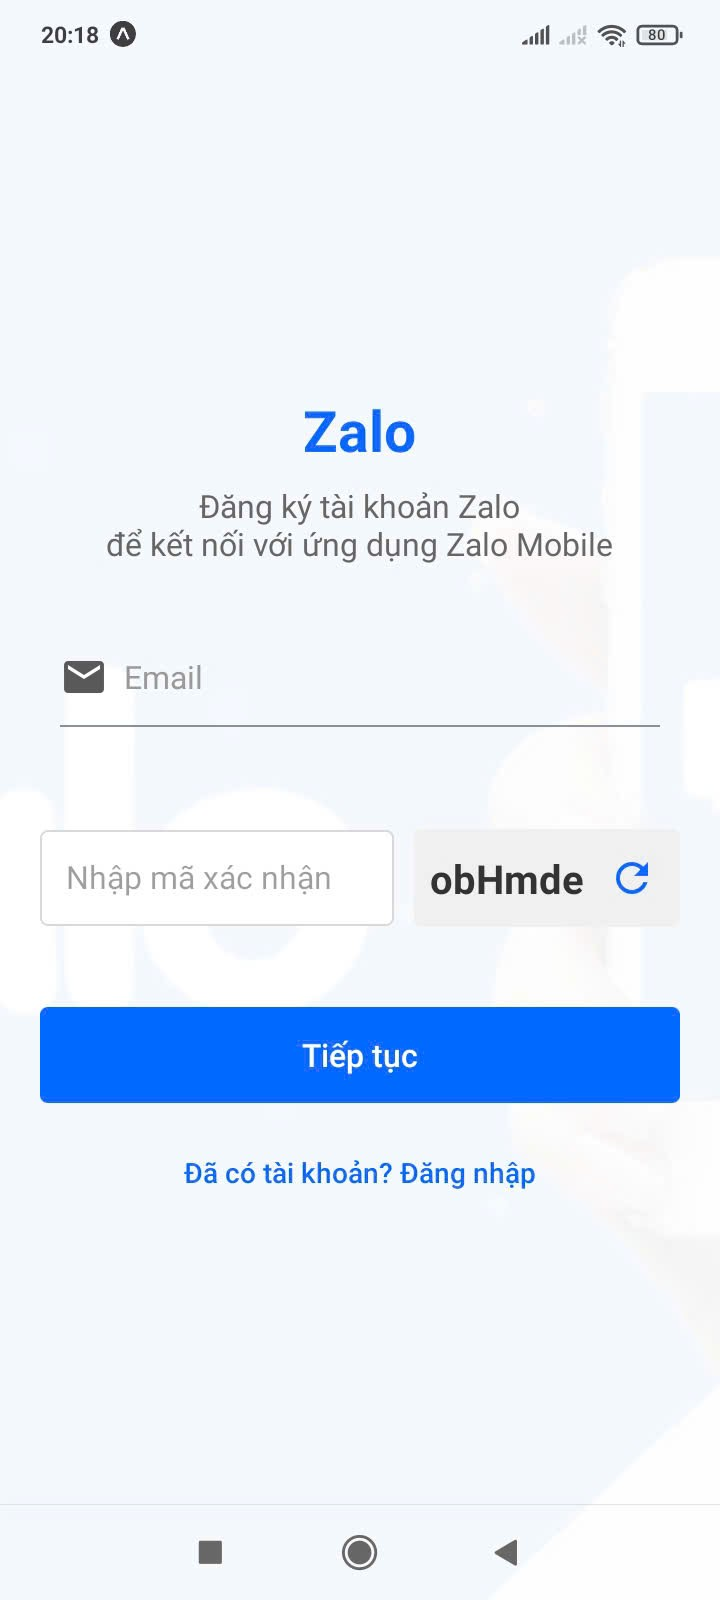 20:18
80
Zalo
Đăng ký tài khoản Zalo
để kết nối với ứng dụng Zalo Mobile
Email
Nhập mã xác nhận
obHmde
Tiếp tục
Đã có tài khoản? Đăng nhập